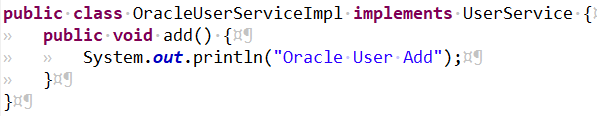 public class OracleUserServiceImpl implements UserService {
    public void add() {
        System.out.println("Oracle User Add");
    }
}